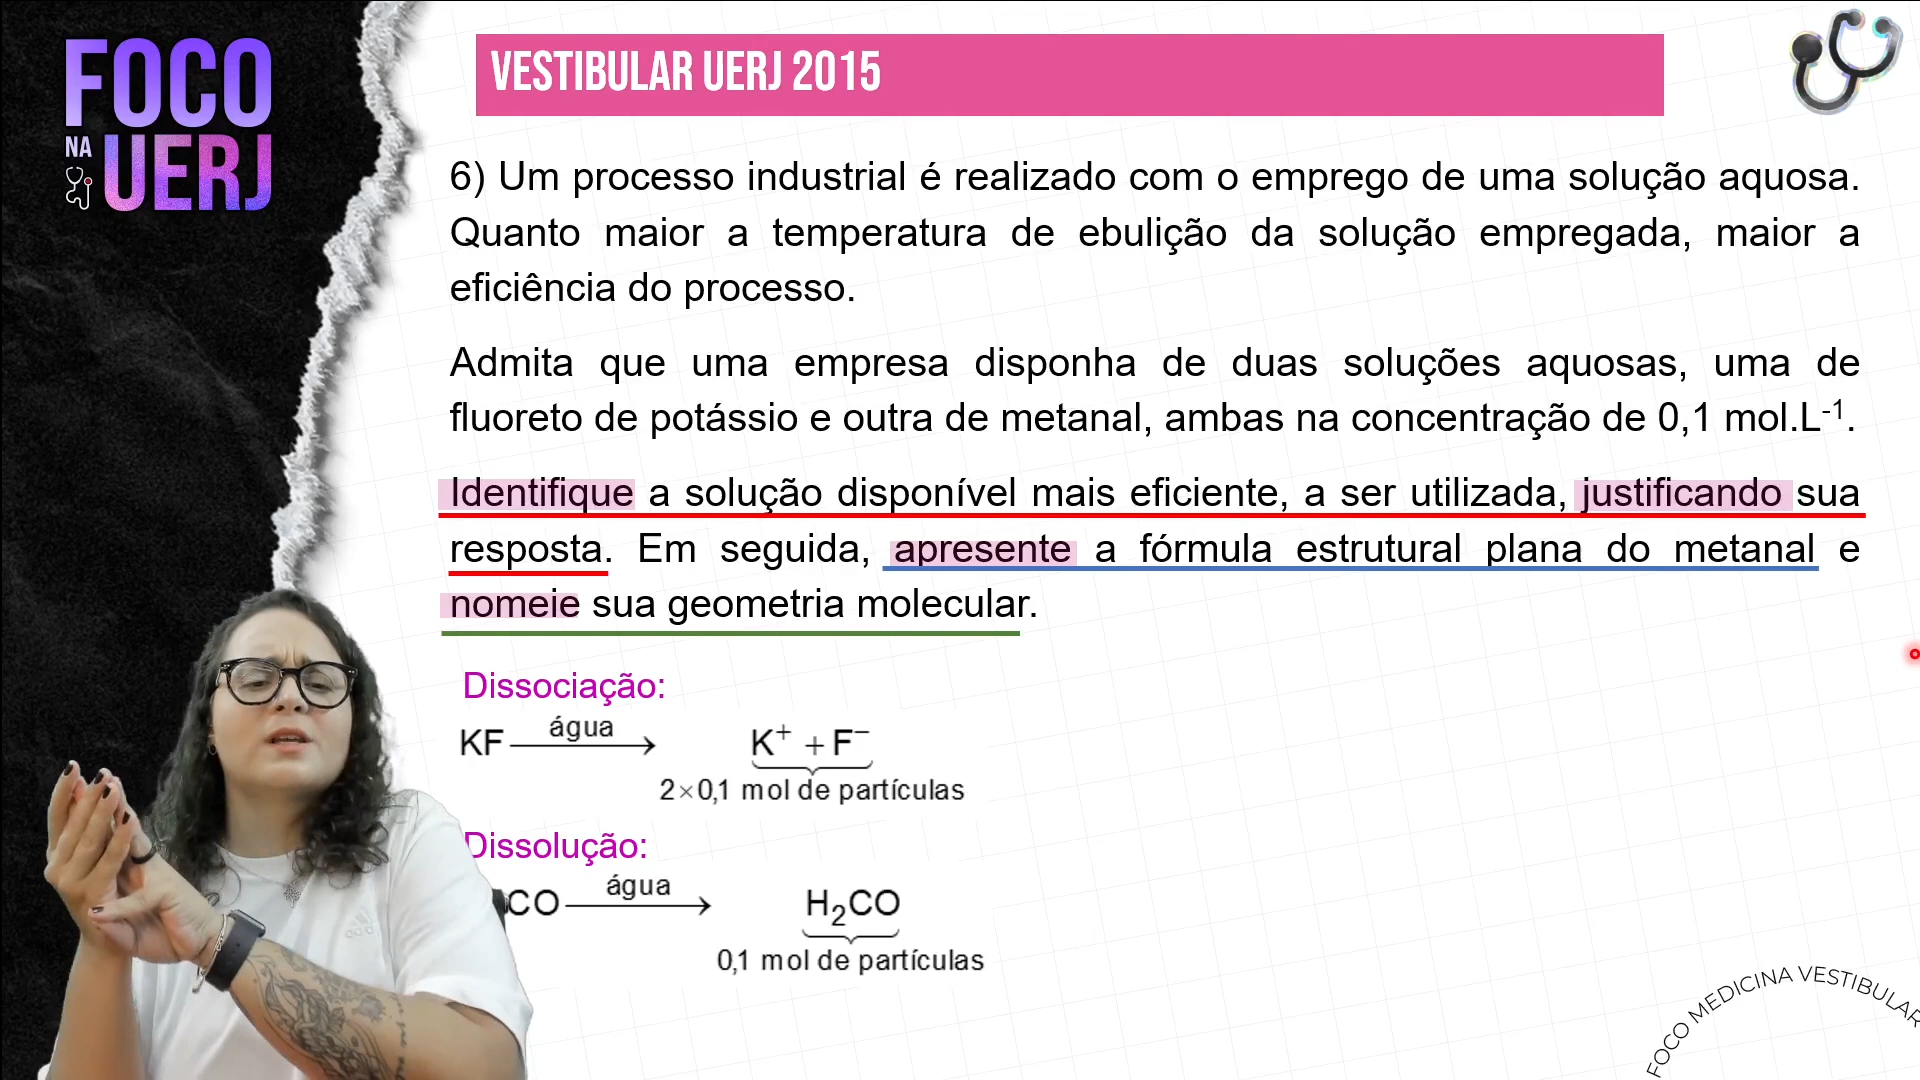 FOCO
NA
UERJ
VESTIBULAR UERJ 2015
6) Um processo industrial é realizado com o emprego de uma solução aquosa.
Quanto maior a temperatura de ebulição da solução empregada, maior a
eficiência do processo.
Admita que uma empresa disponha de duas soluções aquosas, uma de
fluoreto de potássio e outra de metanal, ambas na concentração de 0,1 mol.L⁻¹.
Identifique a solução disponível mais eficiente, a ser utilizada, justificando sua
resposta. Em seguida, apresente a fórmula estrutural plana do metanal e
nomeie sua geometria molecular.
Dissociação:
KF água → K⁺ + F⁻
2×0,1 mol de partículas
Dissolução:
CO água → H₂CO
0,1 mol de partículas
FOCO MEDICINA VESTIBULAR